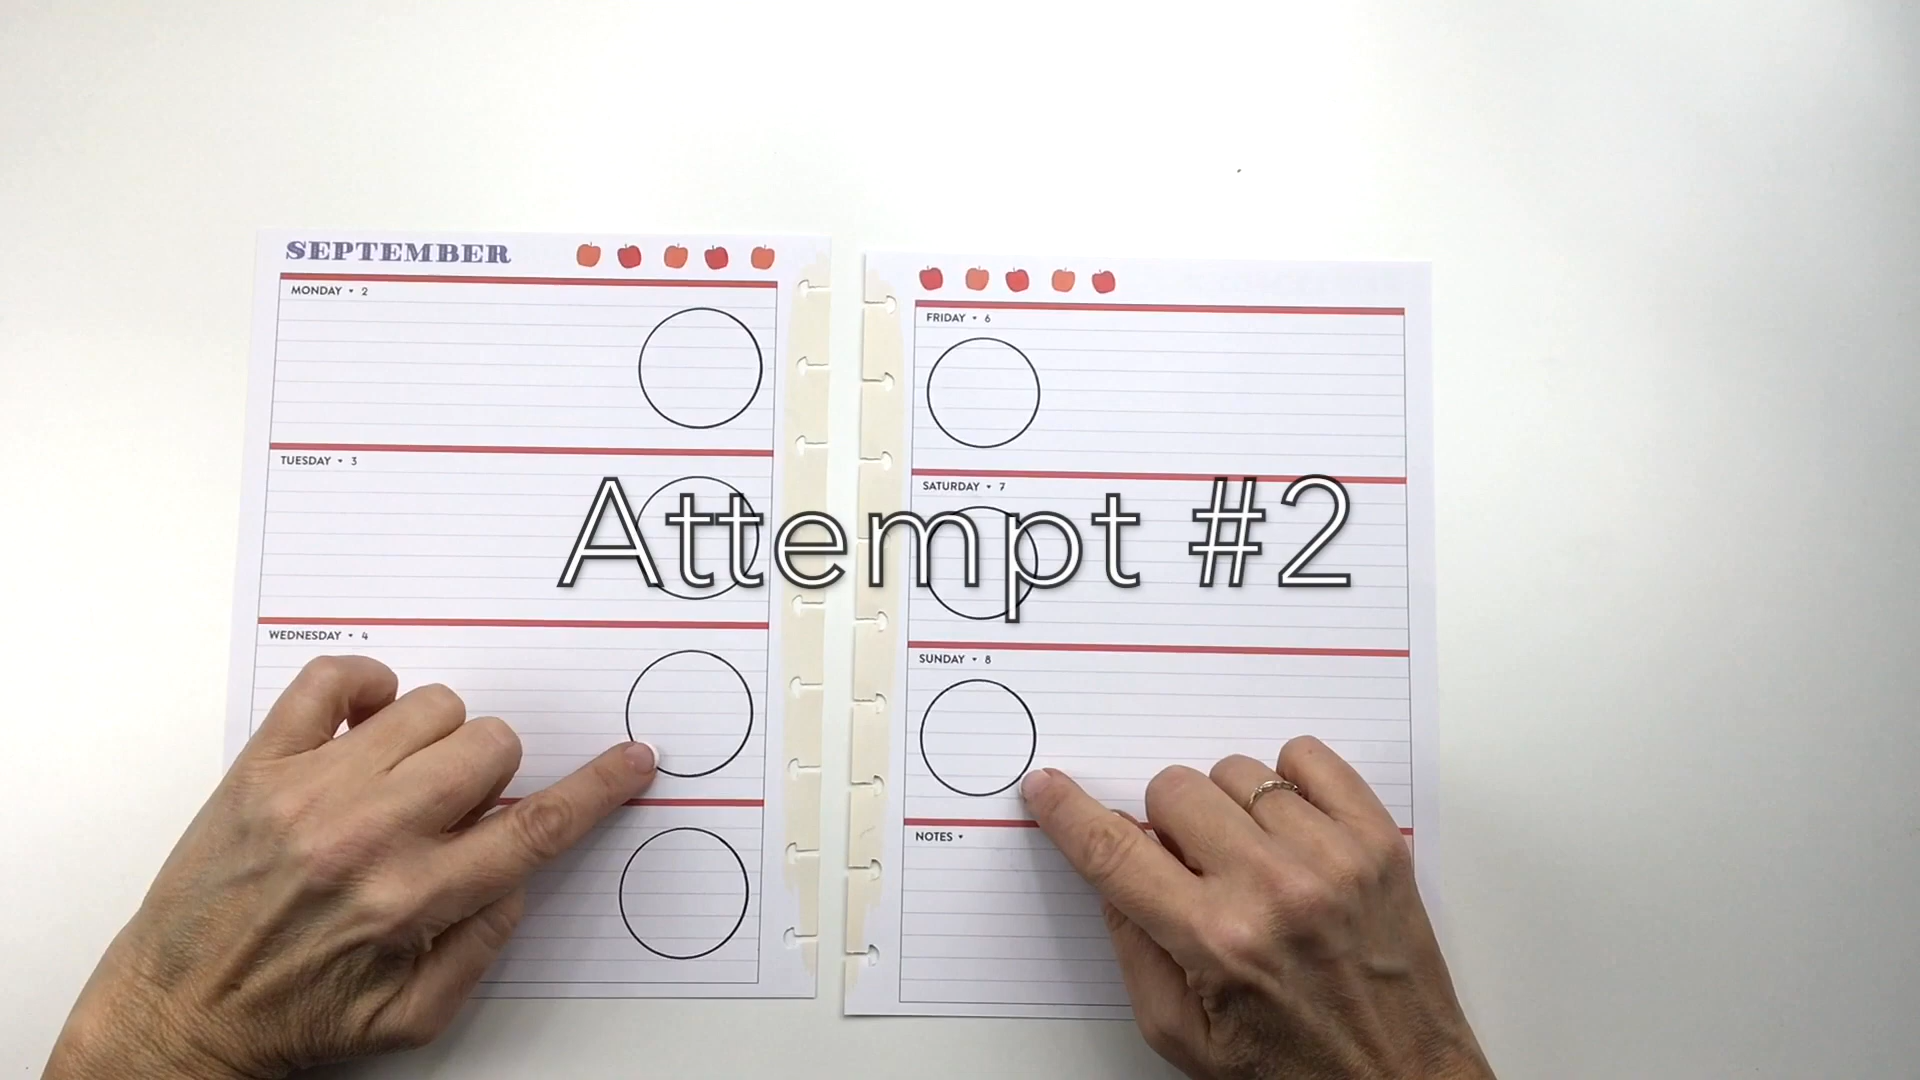 SEPTEMBER
MONDAY • 2
TUESDAY • 3
WEDNESDAY • 4
FRIDAY • 6
SATURDAY • 7
SUNDAY • 8
NOTES •
Attempt #2